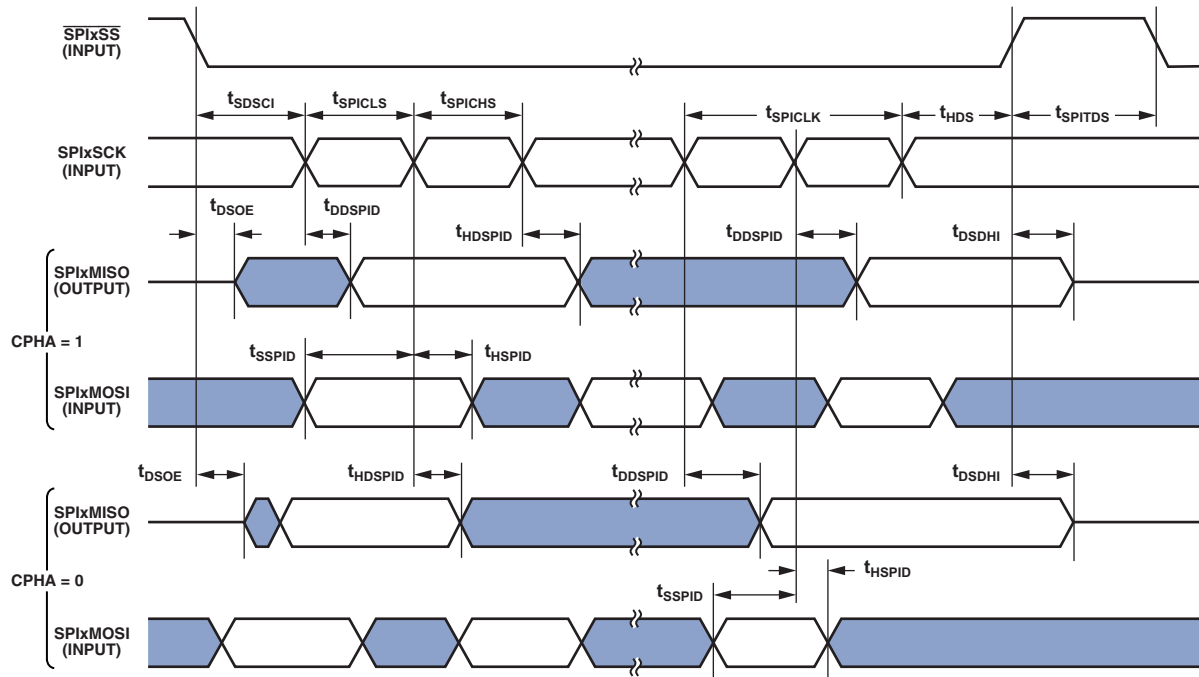 SPIxSS
(INPUT)
tSDSCI tSPICLS tSPICHS tSPICLK tHDS tSPITDS
SPIxSCK
(INPUT)
tDSOE tDDSPID tHDSPID tDDSPID tDSDHI
SPIxMISO
(OUTPUT)
CPHA = 1
tSSPID tHSPID
SPIxMOSI
(INPUT)
tDSOE tHDSPID tDDSPID tDSDHI
SPIxMISO
(OUTPUT)
CPHA = 0
tHSPID
tSSPID
SPIxMOSI
(INPUT)